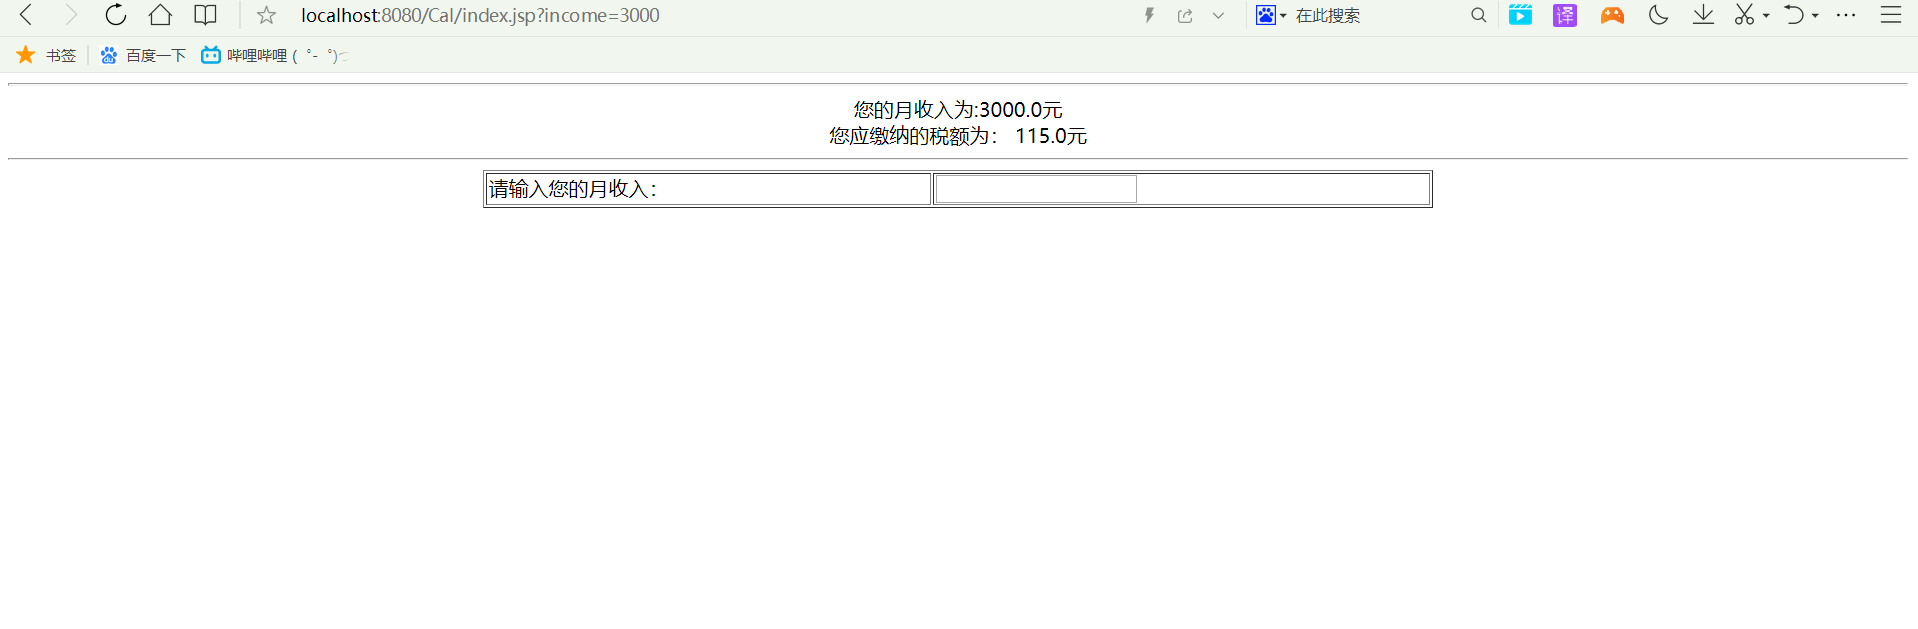 localhost:8080/Cal/index.jsp?income=3000
在此搜索
译
书签
百度一下
哔哩哔哩 ( ゜- ゜)つ
您的月收入为:3000.0元
您应缴纳的税额为： 115.0元
请输入您的月收入：